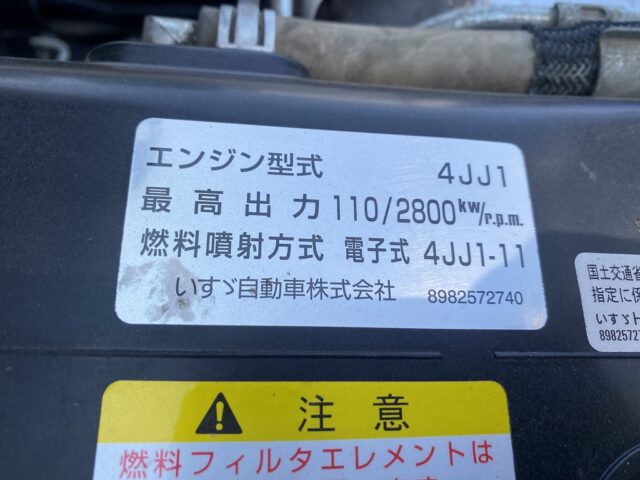 エンジン型式 4JJ1
最高出力 110/2800kW/r.p.m.
燃料噴射方式 電子式 4JJ1-11
いすゞ自動車株式会社 8982572740
国土交通省
指定に係
いすゞト
8982572
⚠ 注意
燃料フィルタエレメントは